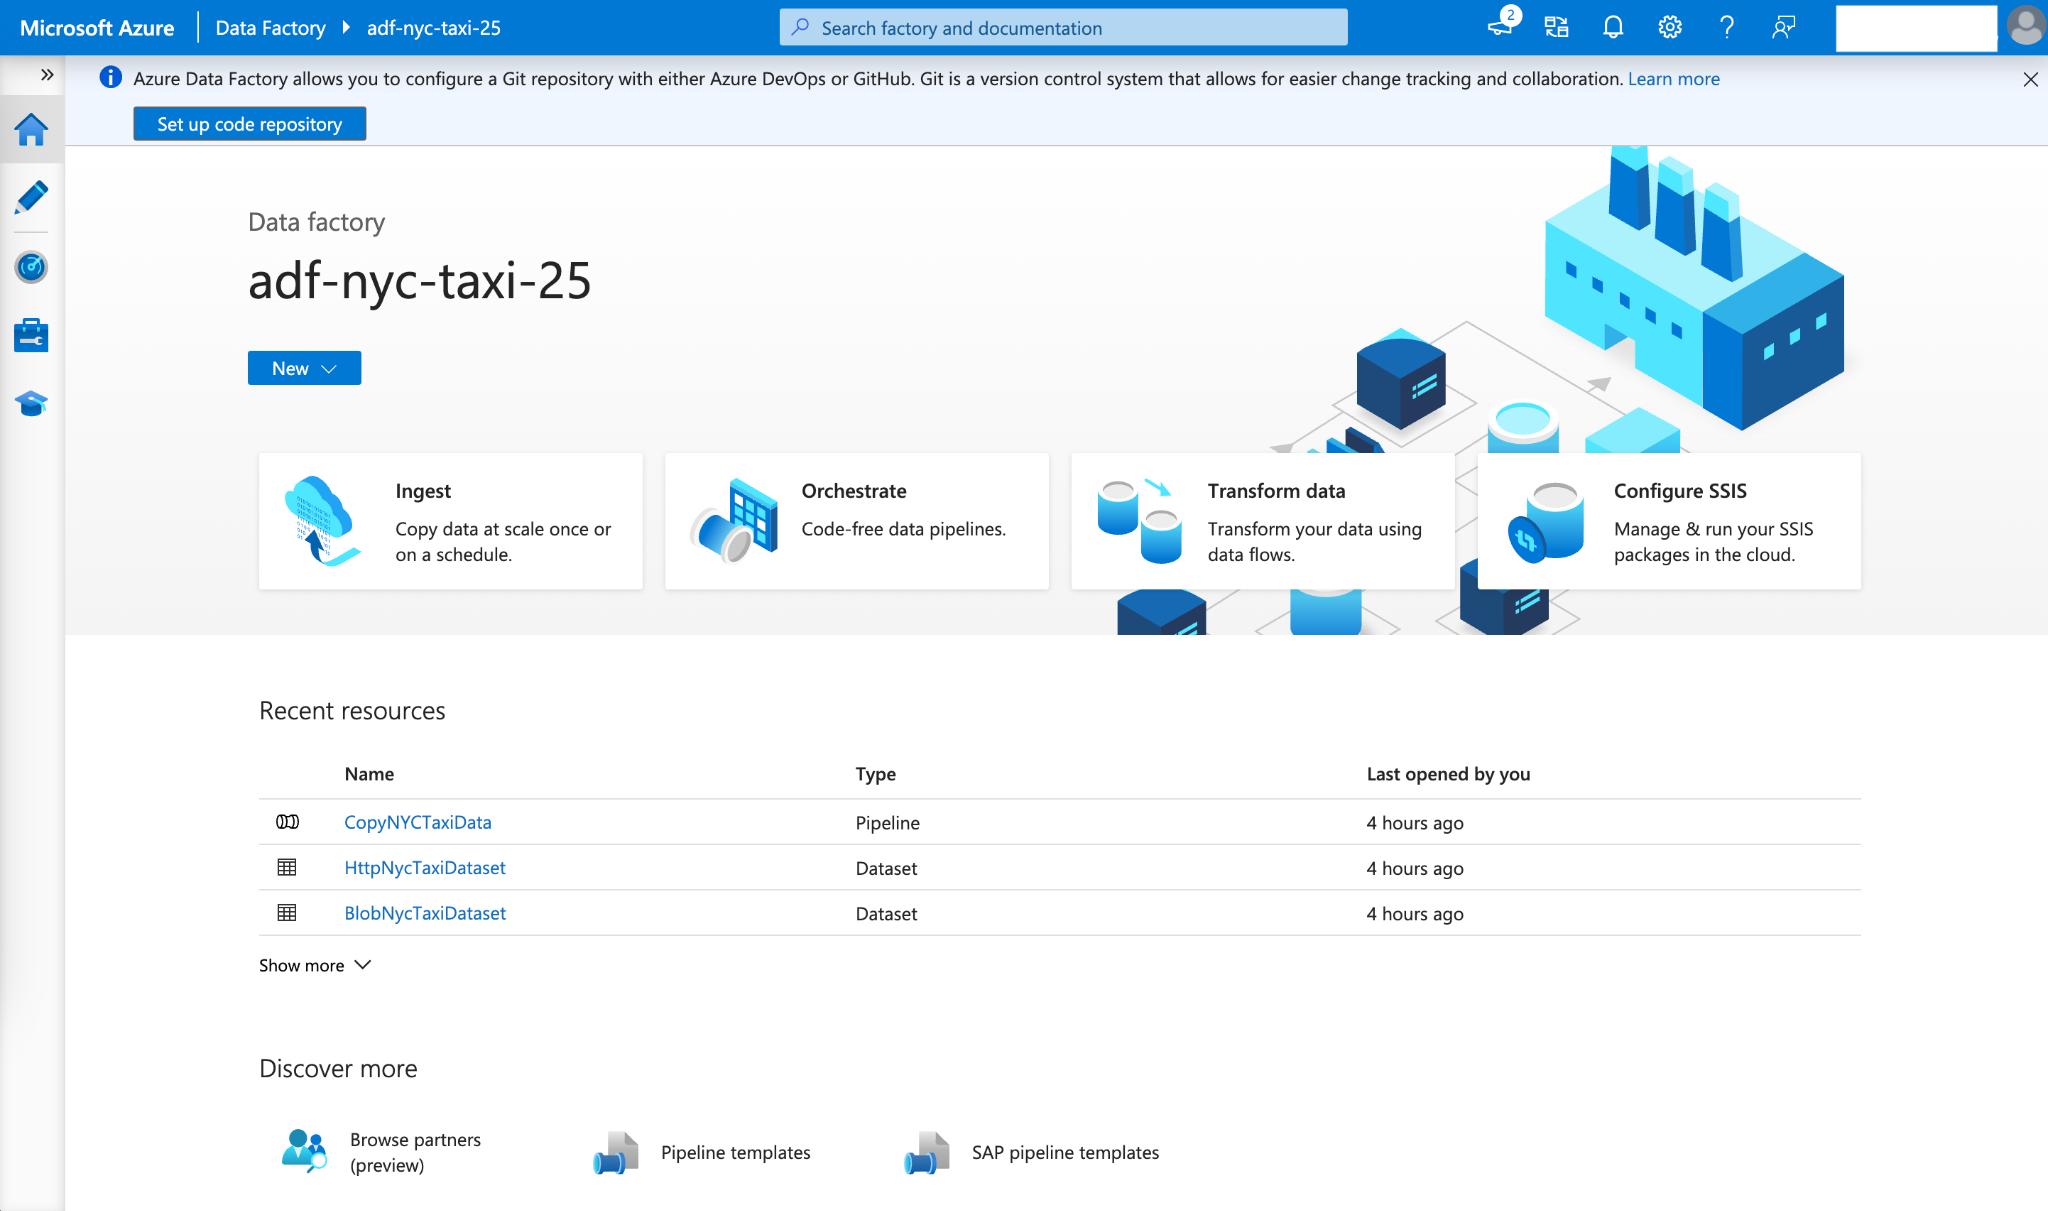 Microsoft Azure
Data Factory
adf-nyc-taxi-25
Search factory and documentation
2
Azure Data Factory allows you to configure a Git repository with either Azure DevOps or GitHub. Git is a version control system that allows for easier change tracking and collaboration. Learn more
Set up code repository
Data factory
adf-nyc-taxi-25
New
Ingest
Copy data at scale once or
on a schedule.
Orchestrate
Code-free data pipelines.
Transform data
Transform your data using
data flows.
Configure SSIS
Manage & run your SSIS
packages in the cloud.
Recent resources
Name Type Last opened by you
CopyNYCTaxiData Pipeline 4 hours ago
HttpNycTaxiDataset Dataset 4 hours ago
BlobNycTaxiDataset Dataset 4 hours ago
Show more
Discover more
Browse partners
(preview)
Pipeline templates
SAP pipeline templates